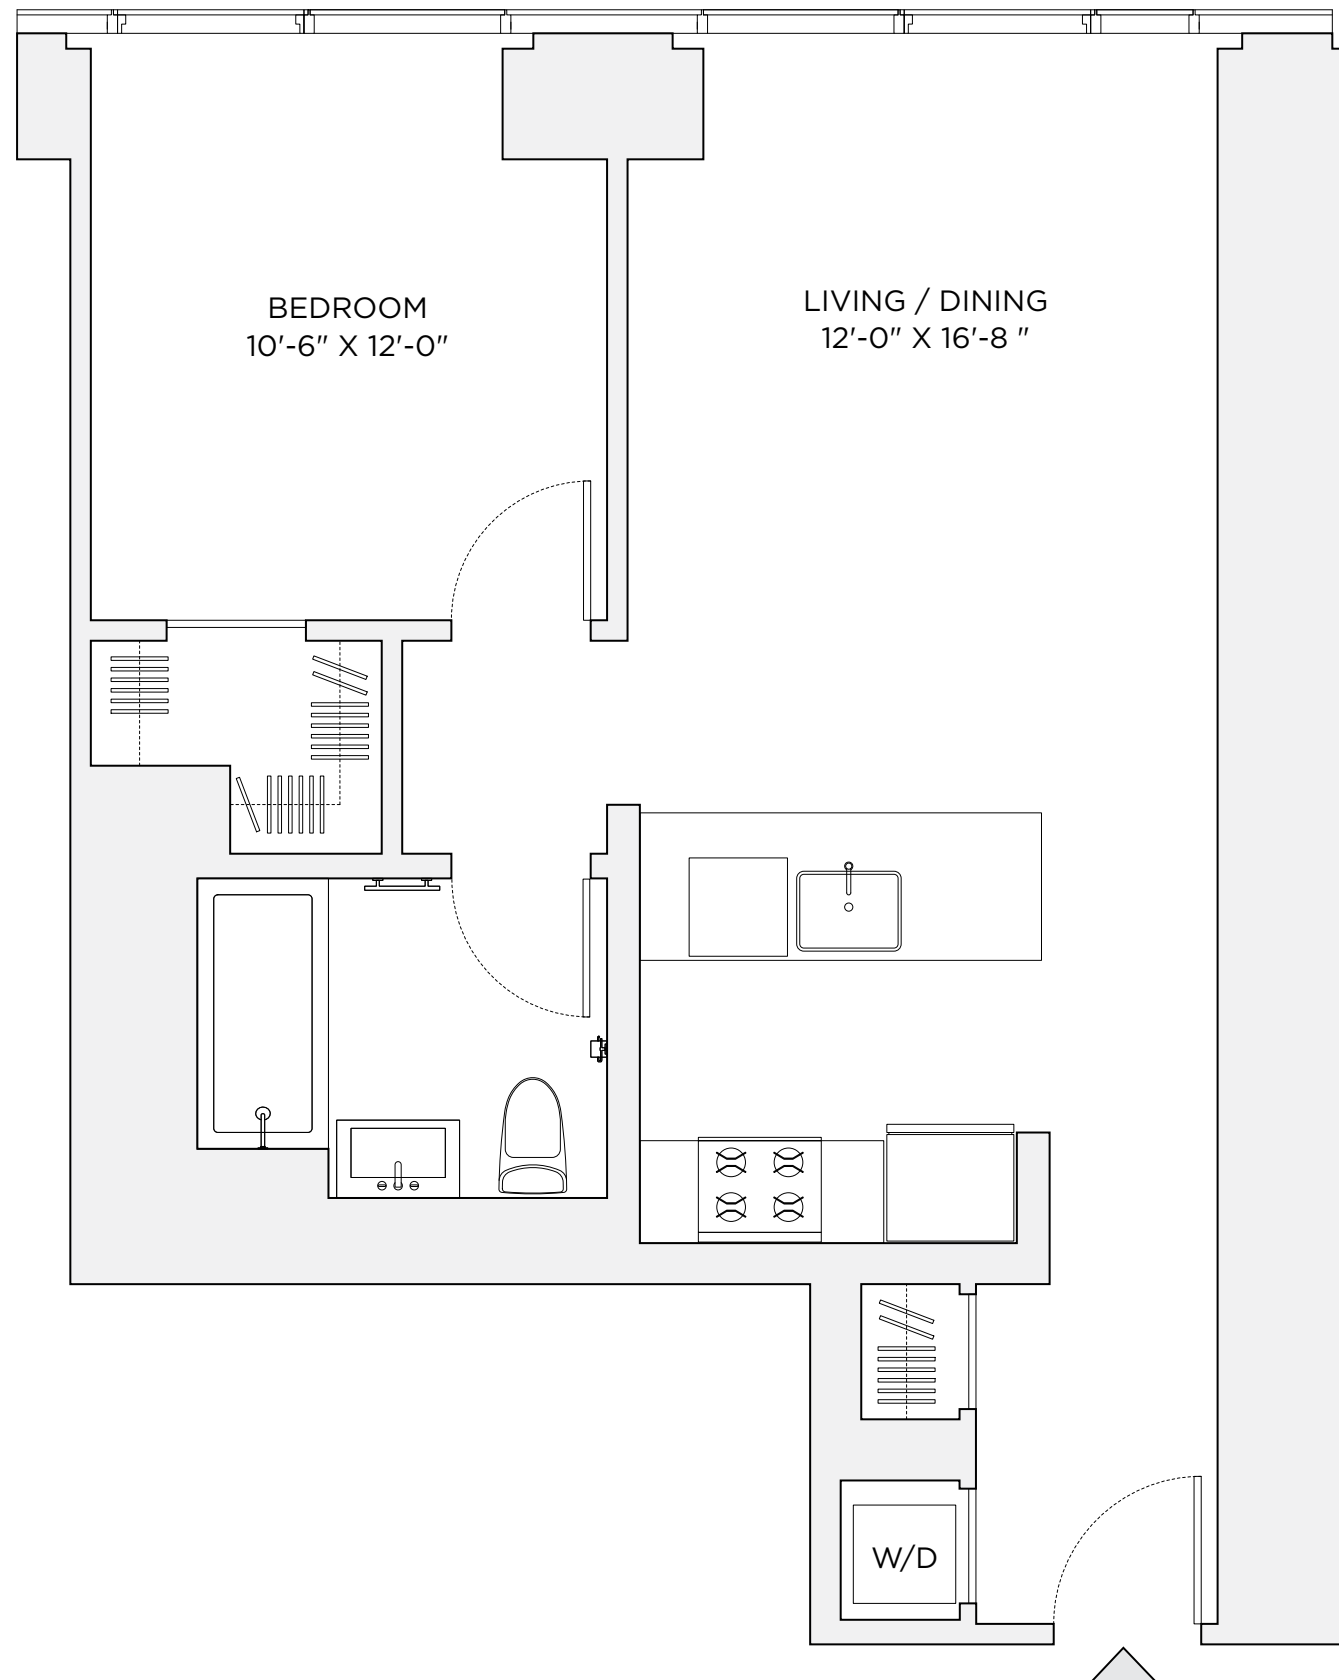 BEDROOM
10'-6" X 12'-0"
LIVING / DINING
12'-0" X 16'-8 "
W/D